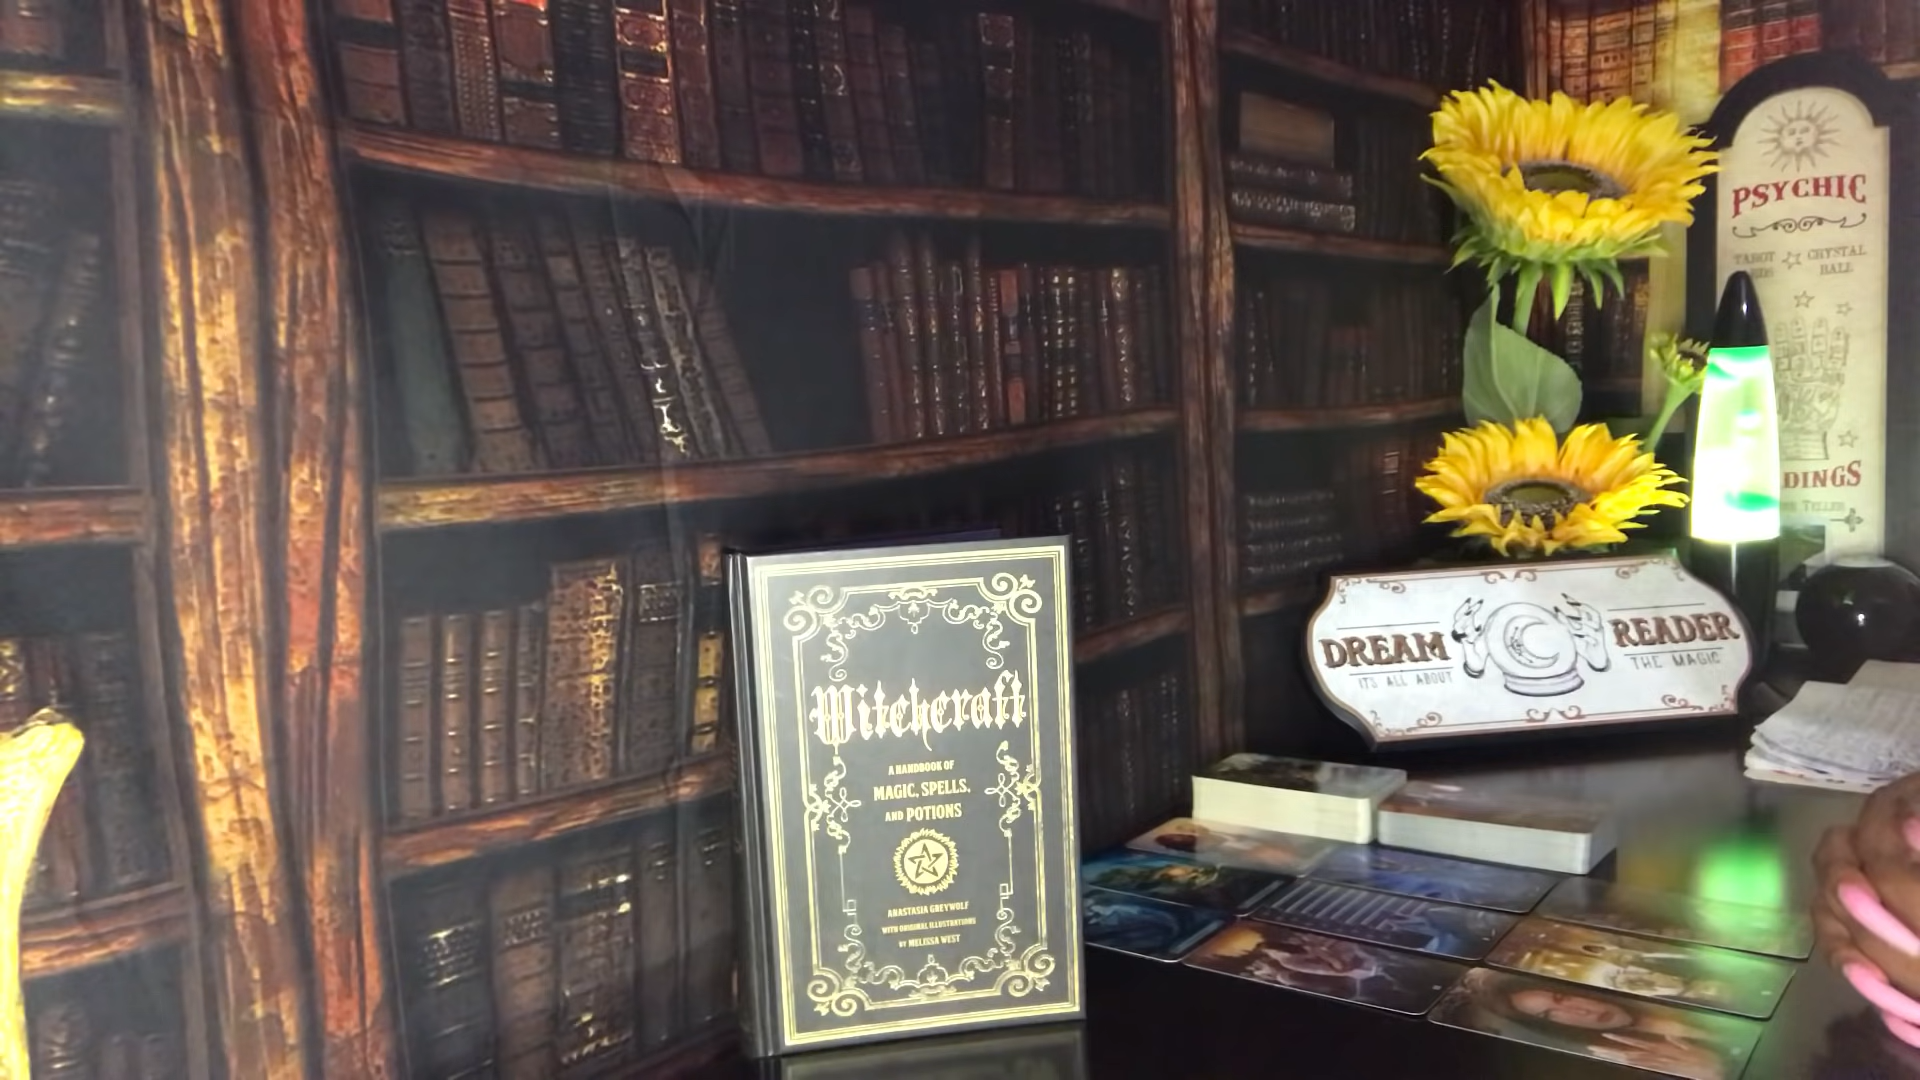 Witchcraft
A HANDBOOK OF
MAGIC, SPELLS,
AND POTIONS
ANASTASIA GREYWOLF
WITH ORIGINAL ILLUSTRATIONS
BY MELISSA WEST
DREAM READER
IT'S ALL ABOUT THE MAGIC
PSYCHIC
TAROT CRYSTAL
BALL
DINGS
TELLER